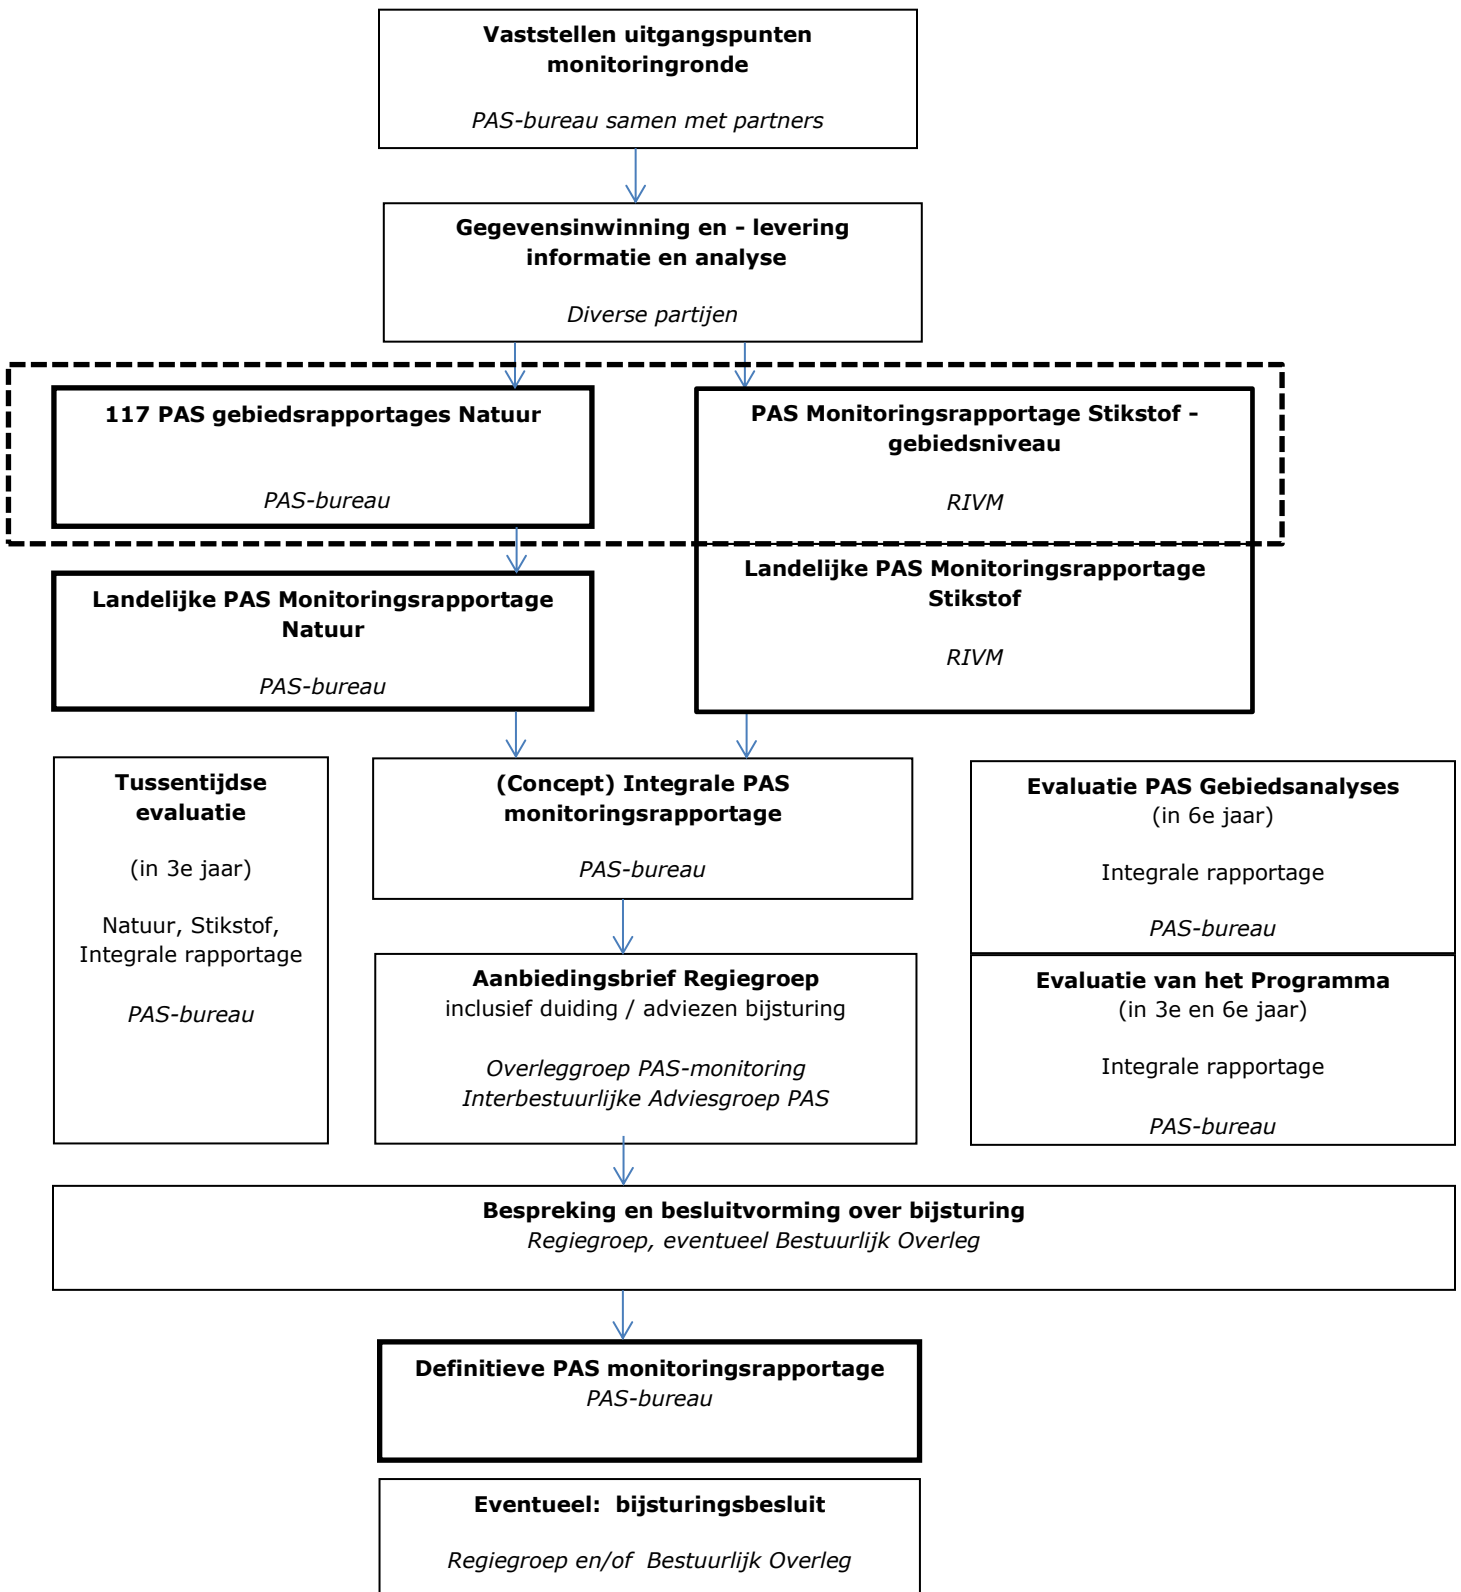 Vaststellen uitgangspunten
monitoringronde
PAS-bureau samen met partners
Gegevensinwinning en - levering
informatie en analyse
Diverse partijen
117 PAS gebiedsrapportages Natuur
PAS-bureau
PAS Monitoringsrapportage Stikstof -
gebiedsniveau
RIVM
Landelijke PAS Monitoringsrapportage
Natuur
PAS-bureau
Landelijke PAS Monitoringsrapportage
Stikstof
RIVM
Tussentijdse
evaluatie
(in 3e jaar)
Natuur, Stikstof,
Integrale rapportage
PAS-bureau
(Concept) Integrale PAS
monitoringsrapportage
PAS-bureau
Evaluatie PAS Gebiedsanalyses
(in 6e jaar)
Integrale rapportage
PAS-bureau
Aanbiedingsbrief Regiegroep
inclusief duiding / adviezen bijsturing
Overleggroep PAS-monitoring
Interbestuurlijke Adviesgroep PAS
Evaluatie van het Programma
(in 3e en 6e jaar)
Integrale rapportage
PAS-bureau
Bespreking en besluitvorming over bijsturing
Regiegroep, eventueel Bestuurlijk Overleg
Definitieve PAS monitoringsrapportage
PAS-bureau
Eventueel:  bijsturingsbesluit
Regiegroep en/of  Bestuurlijk Overleg